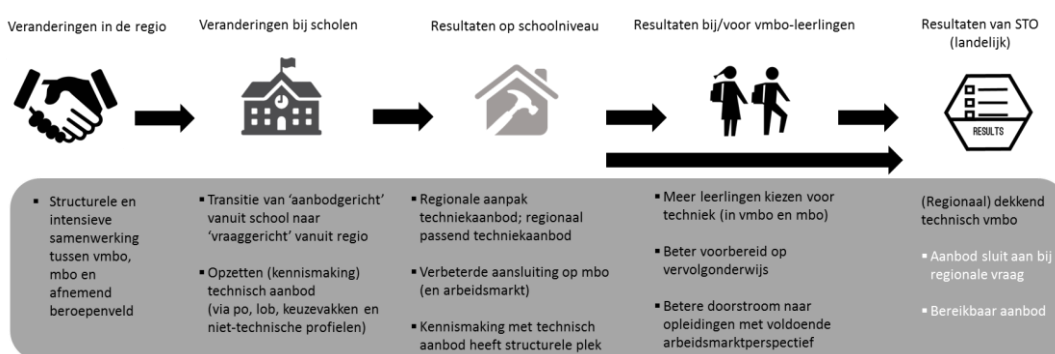 Veranderingen in de regio
Veranderingen bij scholen
Resultaten op schoolniveau
Resultaten bij/voor vmbo-leerlingen
Resultaten van STO
(landelijk)
RESULTS
▪ Structurele en
intensieve
samenwerking
tussen vmbo,
mbo en
afnemend
beroepenveld
▪ Transitie van ‘aanbodgericht’
vanuit school naar
‘vraaggericht’ vanuit regio
▪ Opzetten (kennismaking)
technisch aanbod
(via po, lob, keuzevakken en
niet-technische profielen)
▪ Regionale aanpak
techniekaanbod; regionaal
passend techniekaanbod
▪ Verbeterde aansluiting op mbo
(en arbeidsmarkt)
▪ Kennismaking met technisch
aanbod heeft structurele plek
▪ Meer leerlingen kiezen voor
techniek (in vmbo en mbo)
▪ Beter voorbereid op
vervolgonderwijs
▪ Betere doorstroom naar
opleidingen met voldoende
arbeidsmarktperspectief
(Regionaal) dekkend
technisch vmbo
▪ Aanbod sluit aan bij
regionale vraag
▪ Bereikbaar aanbod